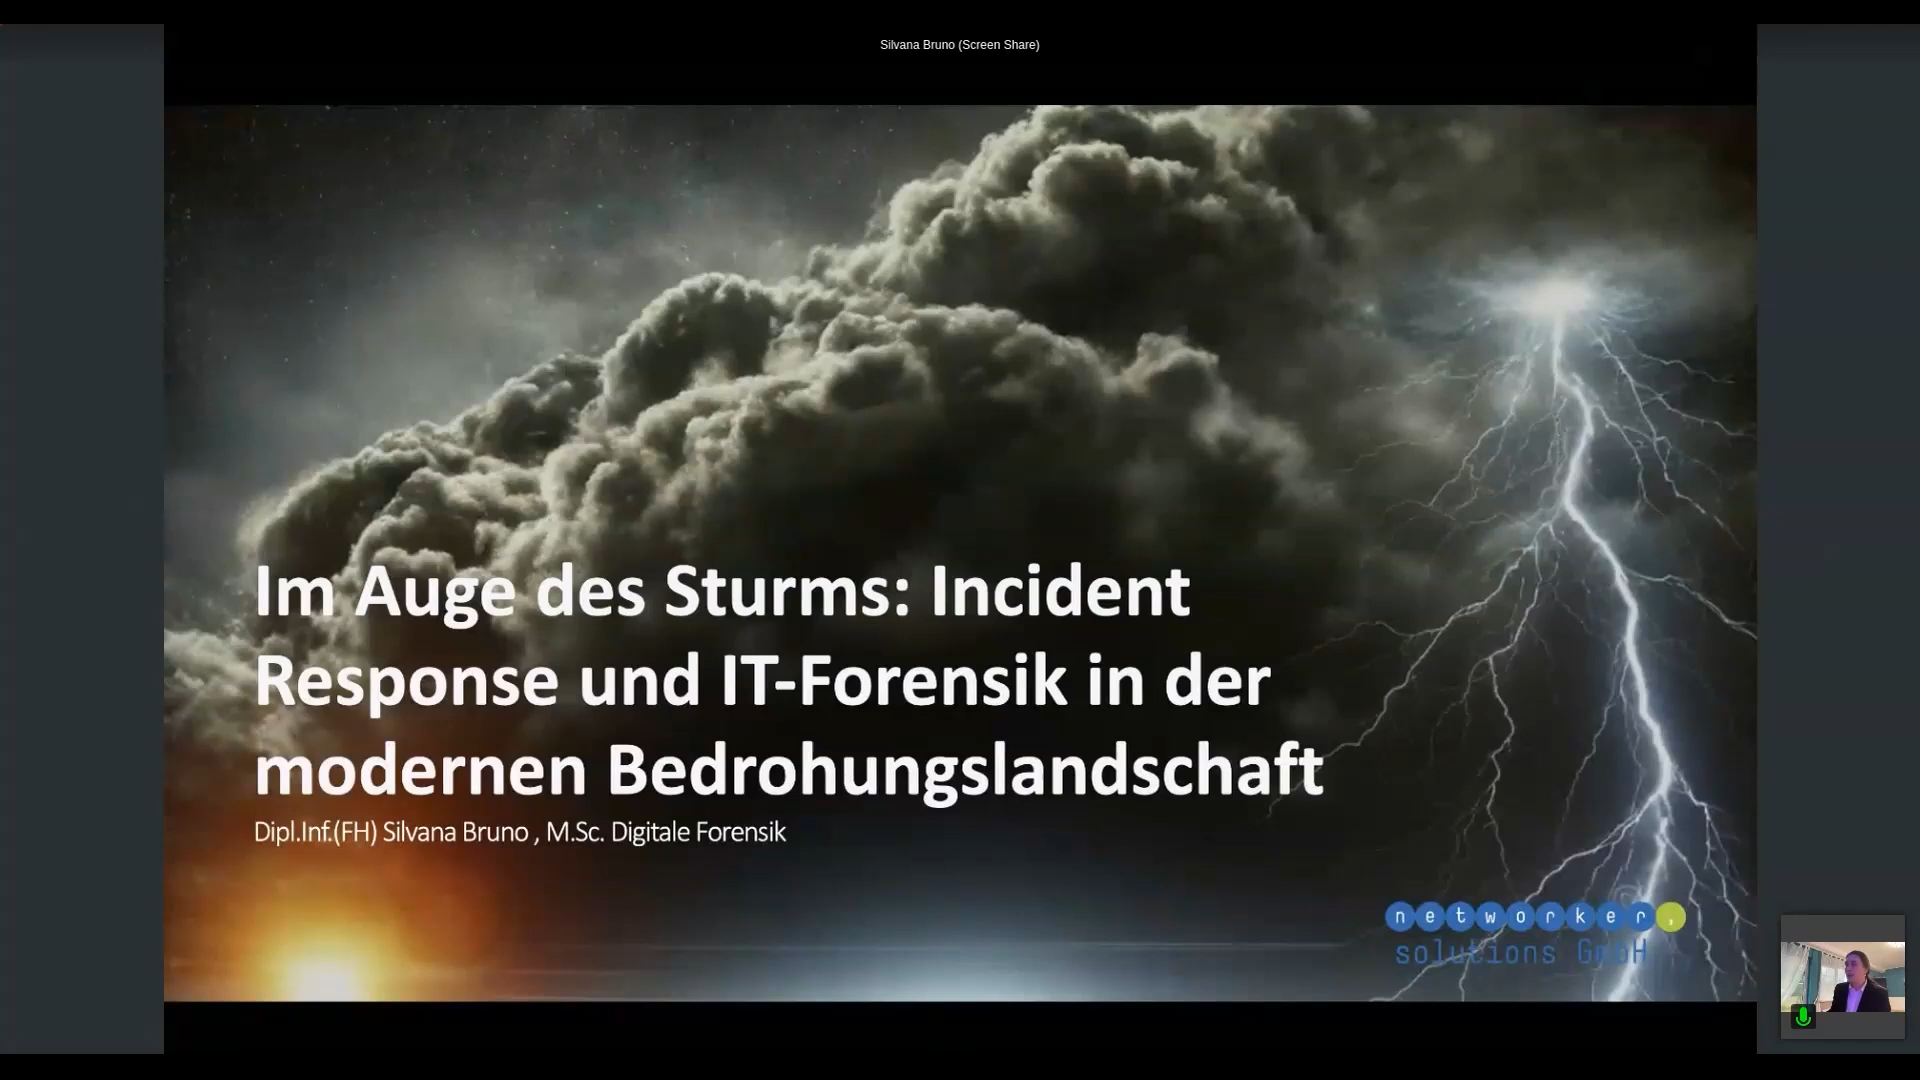 Silvana Bruno (Screen Share)
Im Auge des Sturms: Incident
Response und IT-Forensik in der
modernen Bedrohungslandschaft
Dipl.Inf.(FH) Silvana Bruno , M.Sc. Digitale Forensik
networker,
solutions GmbH